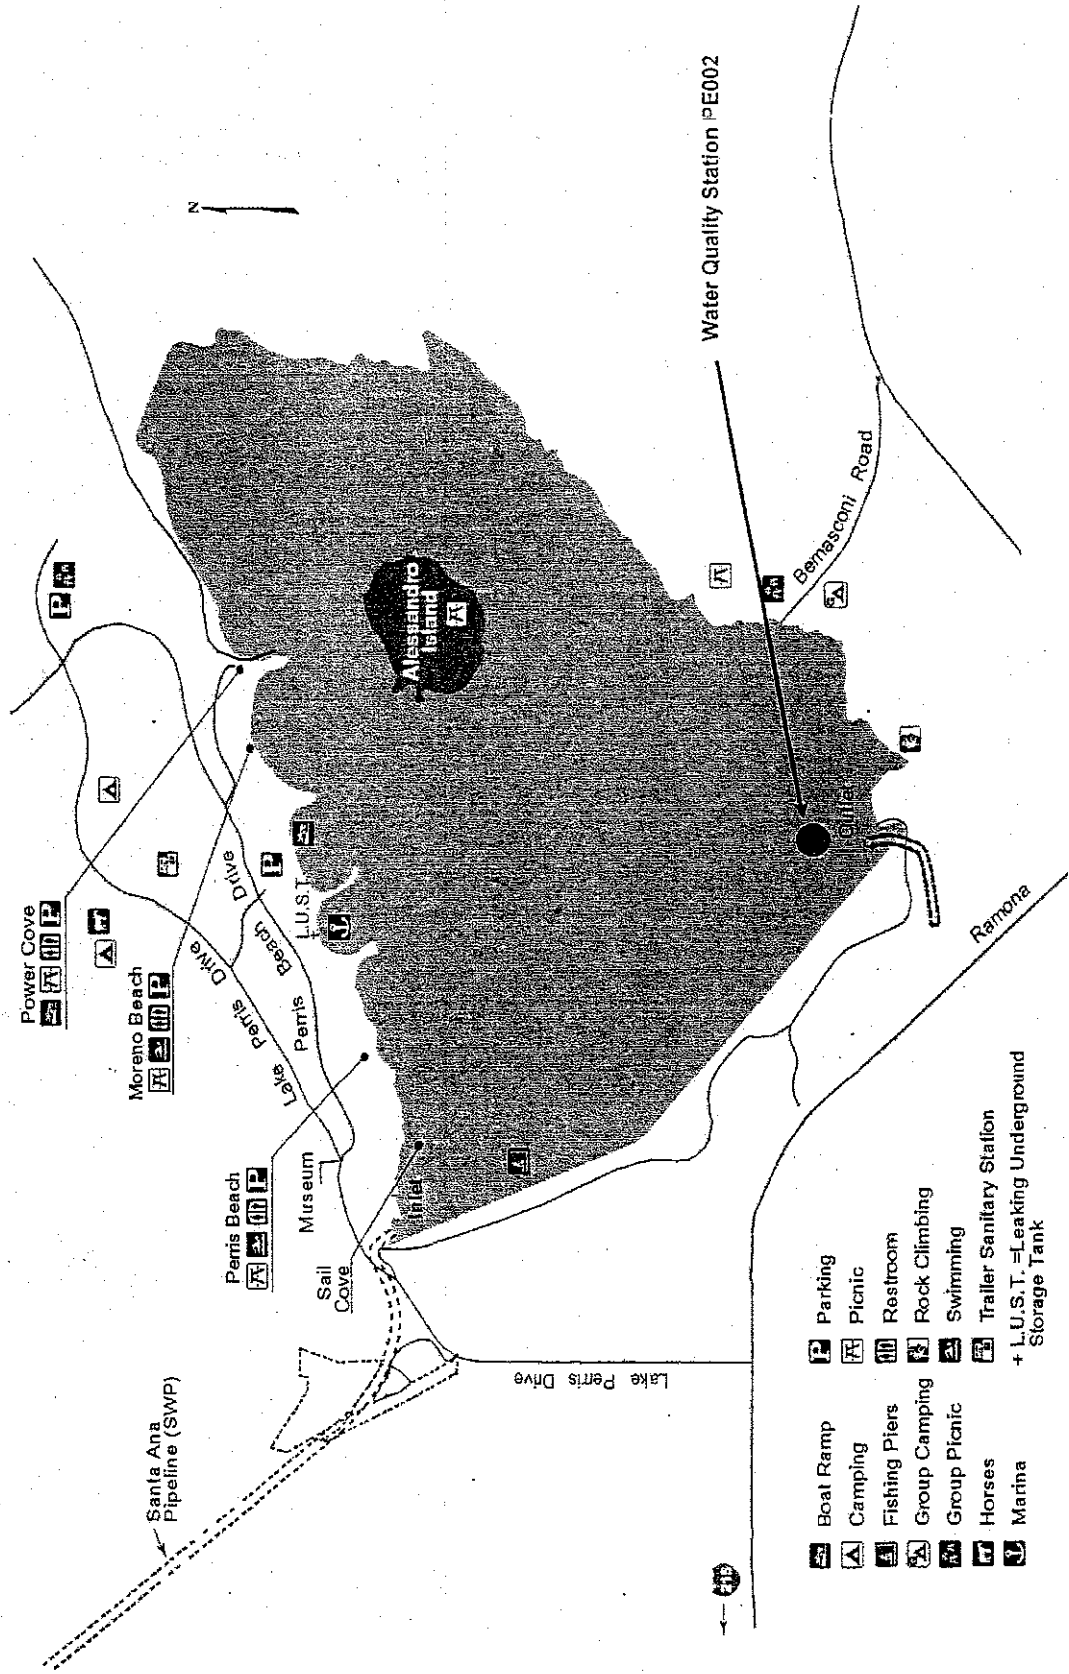 Santa Ana
Pipeline (SWP)
Power Cove
P
Moreno Beach
P
Perris Beach
P
Museum
Sail
Cove
Inlet
Lake Perris Drive
Perris Beach Drive
L.U.S.T.
+
P
P
N
Alessandro
Island
Water Quality Station PE002
Outlet
Bernasconi Road
Ramona
Lake Perris Drive
Boat Ramp
Camping
Fishing Piers
Group Camping
Group Picnic
Horses
Marina
P Parking
Picnic
Restroom
Rock Climbing
Swimming
Trailer Sanitary Station
+ L.U.S.T. =Leaking Underground
Storage Tank